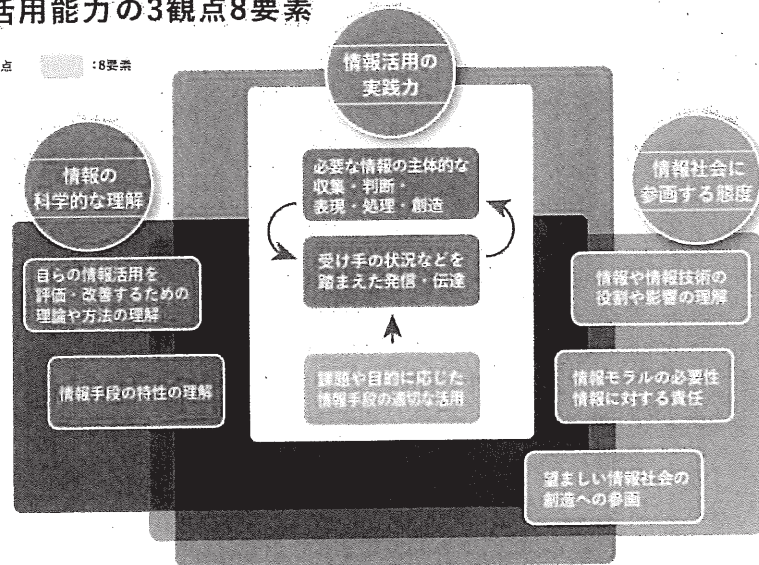 活用能力の3観点8要素
点
:8要素
情報活用の
実践力
情報の
科学的な理解
情報社会に
参画する態度
必要な情報の主体的な
収集・判断・
表現・処理・創造
受け手の状況などを
踏まえた発信・伝達
課題や目的に応じた
情報手段の適切な活用
自らの情報活用を
評価・改善するための
理論や方法の理解
情報手段の特性の理解
情報や情報技術の
役割や影響の理解
情報モラルの必要性
情報に対する責任
望ましい情報社会の
創造への参画